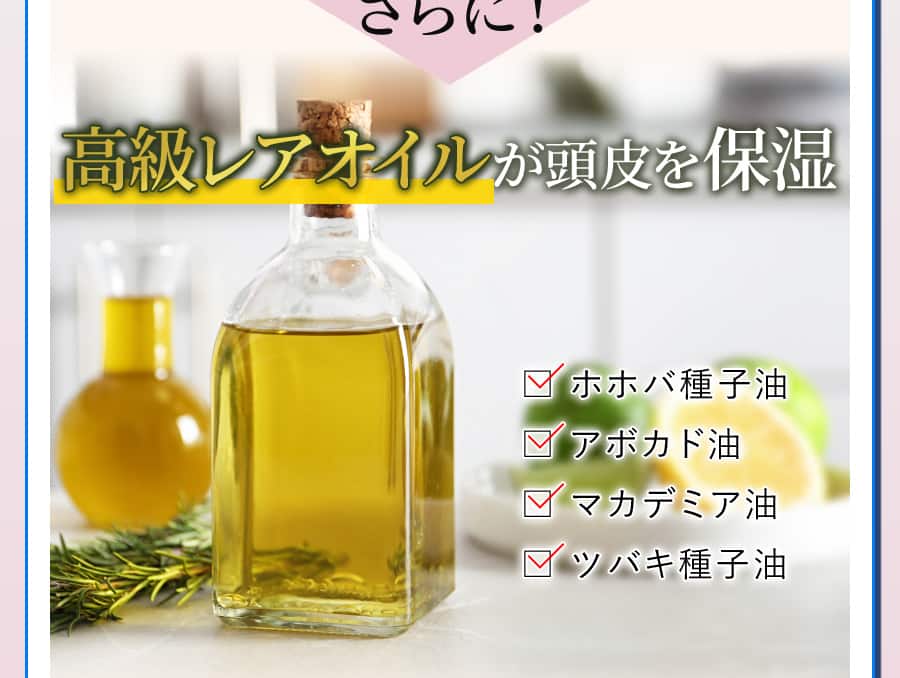 さらに！
高級レアオイルが頭皮を保湿
ホホバ種子油
アボカド油
マカデミア油
ツバキ種子油